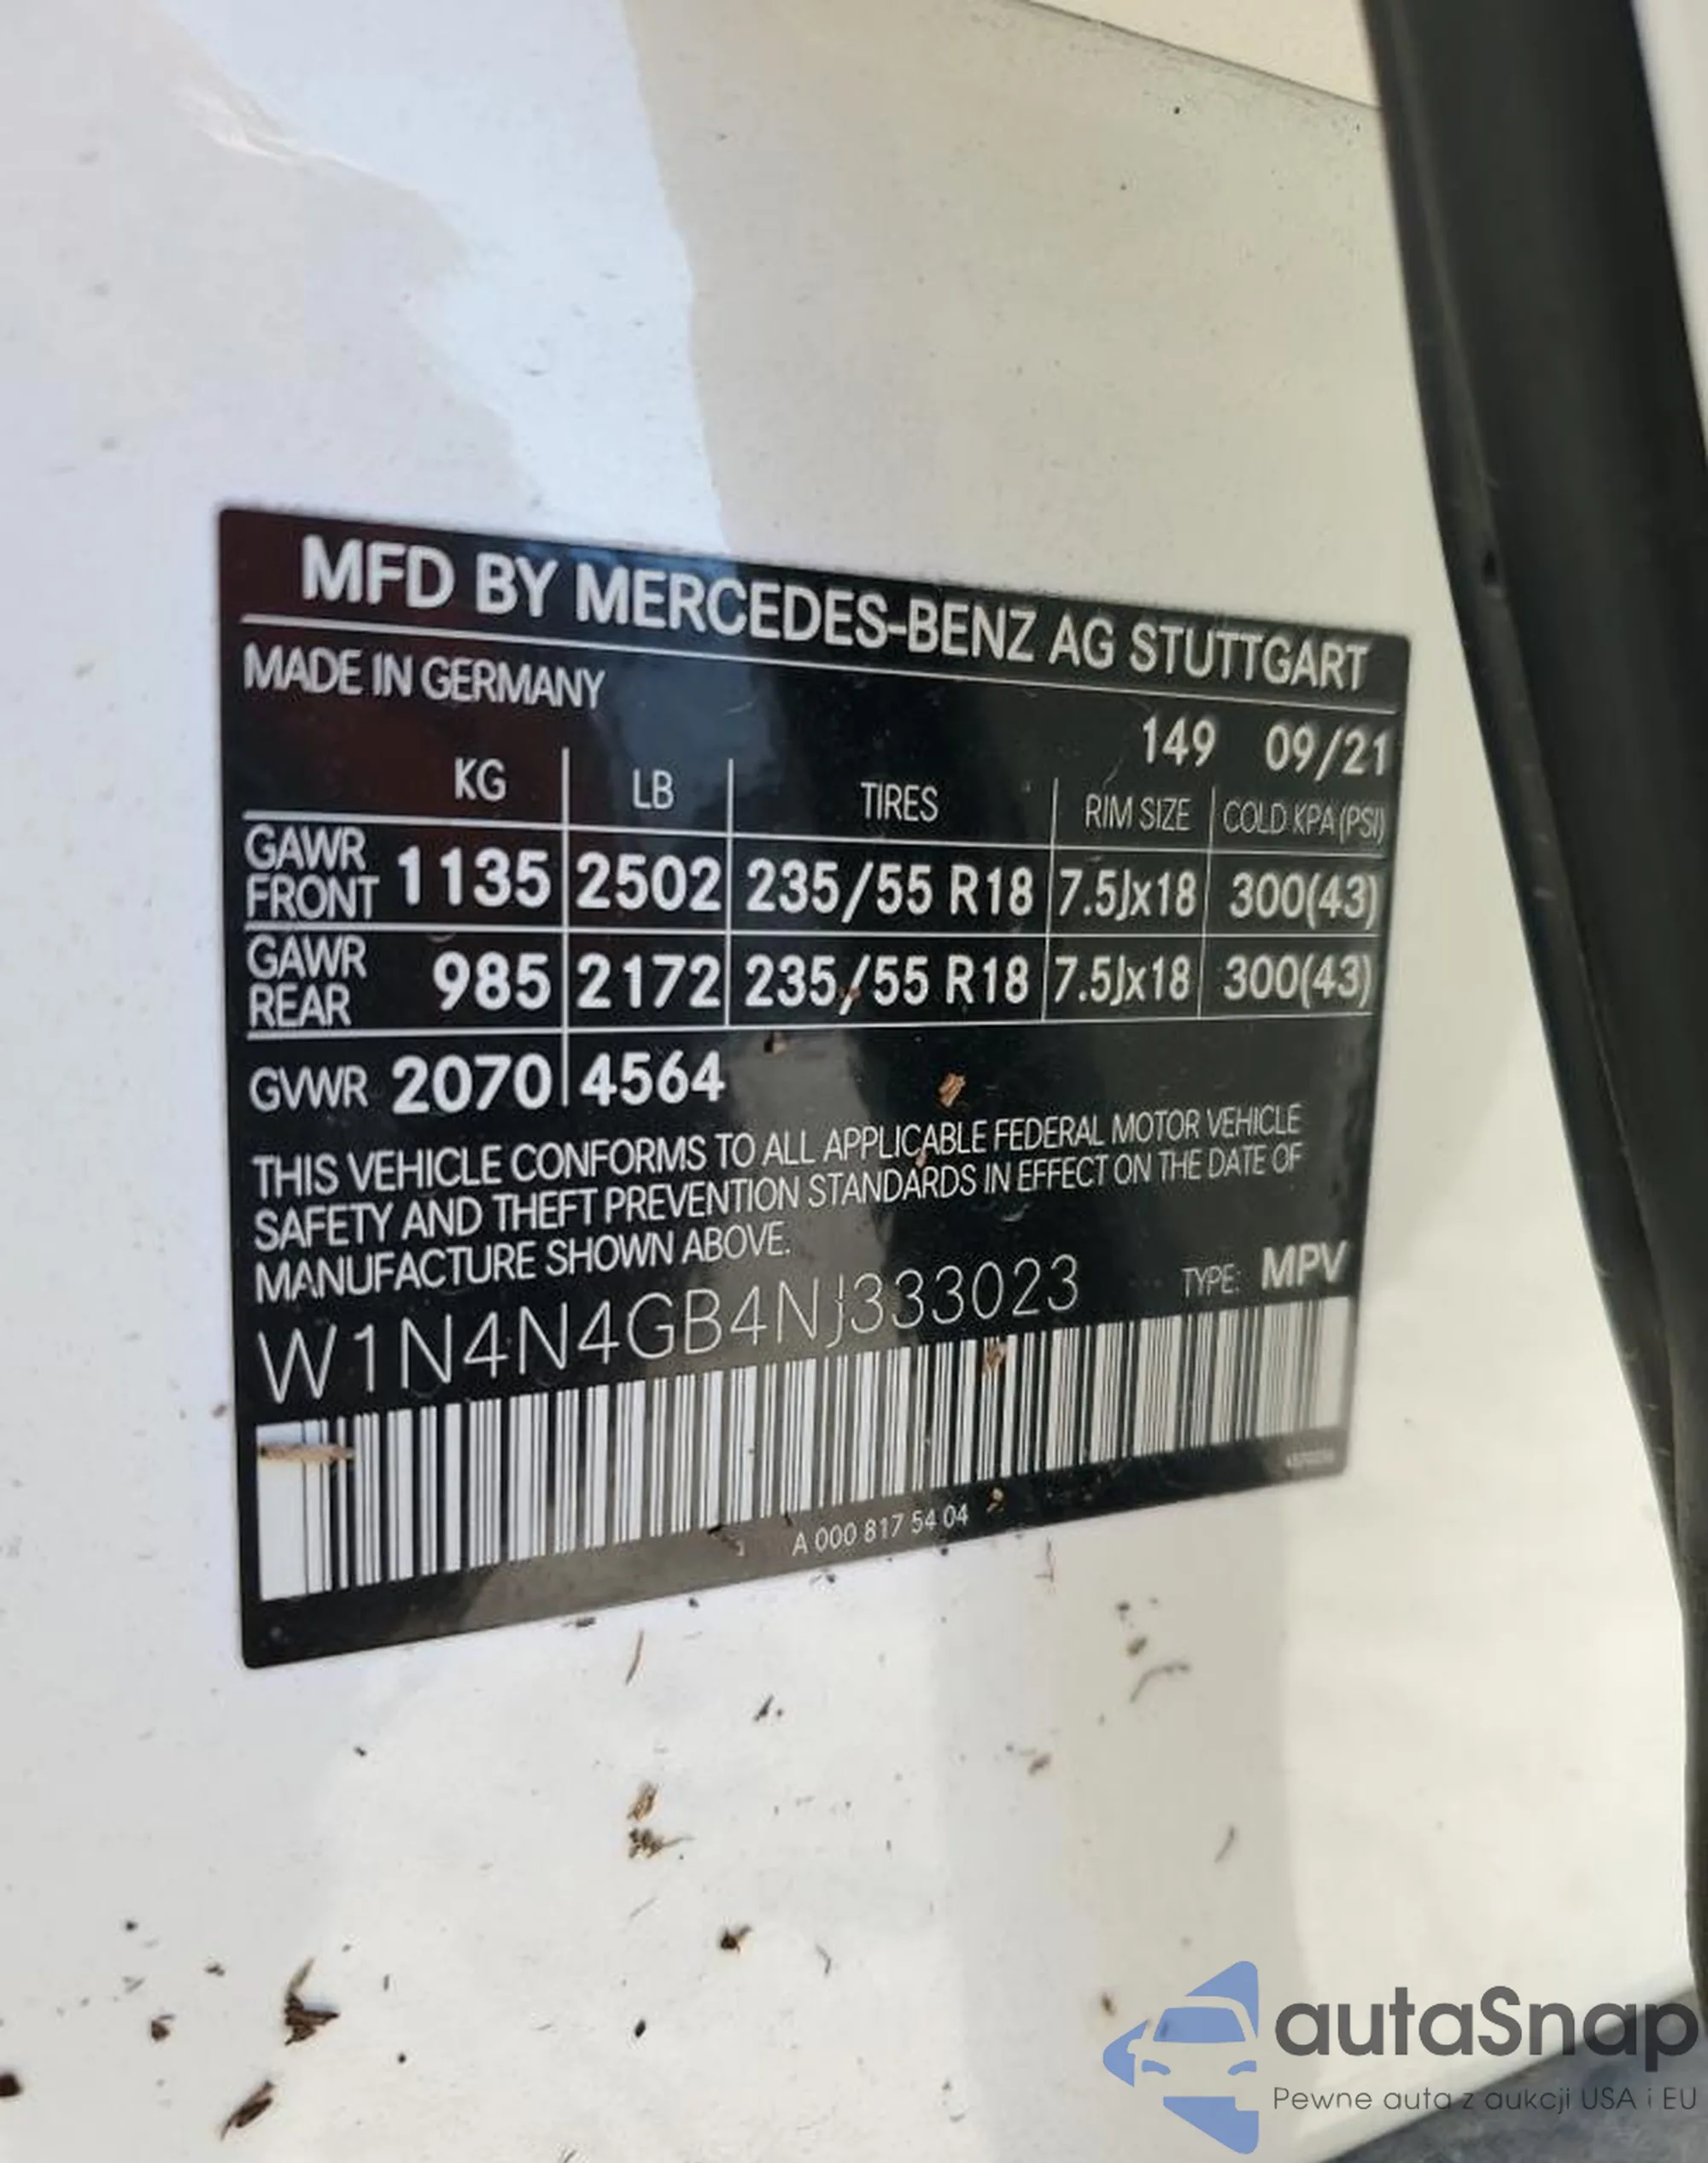 MFD BY MERCEDES-BENZ AG STUTTGART
MADE IN GERMANY
149 09/21
KG LB TIRES RIM SIZE COLD KPA (PSI)
GAWR FRONT 1135 2502 235/55 R18 7.5Jx18 300(43)
GAWR REAR 985 2172 235/55 R18 7.5Jx18 300(43)
GVWR 2070 4564
THIS VEHICLE CONFORMS TO ALL APPLICABLE FEDERAL MOTOR VEHICLE
SAFETY AND THEFT PREVENTION STANDARDS IN EFFECT ON THE DATE OF
MANUFACTURE SHOWN ABOVE.
W1N4N4GB4NJ333023 TYPE: MPV
A 000 817 54 04
autaSnap
Pewne auta z aukcji USA i EU